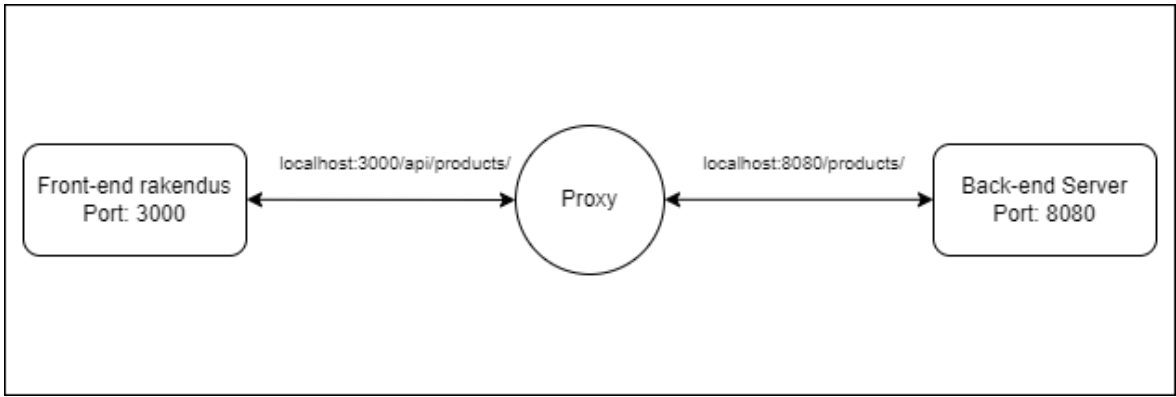 Front-end rakendus
Port: 3000
localhost:3000/api/products/
Proxy
localhost:8080/products/
Back-end Server
Port: 8080